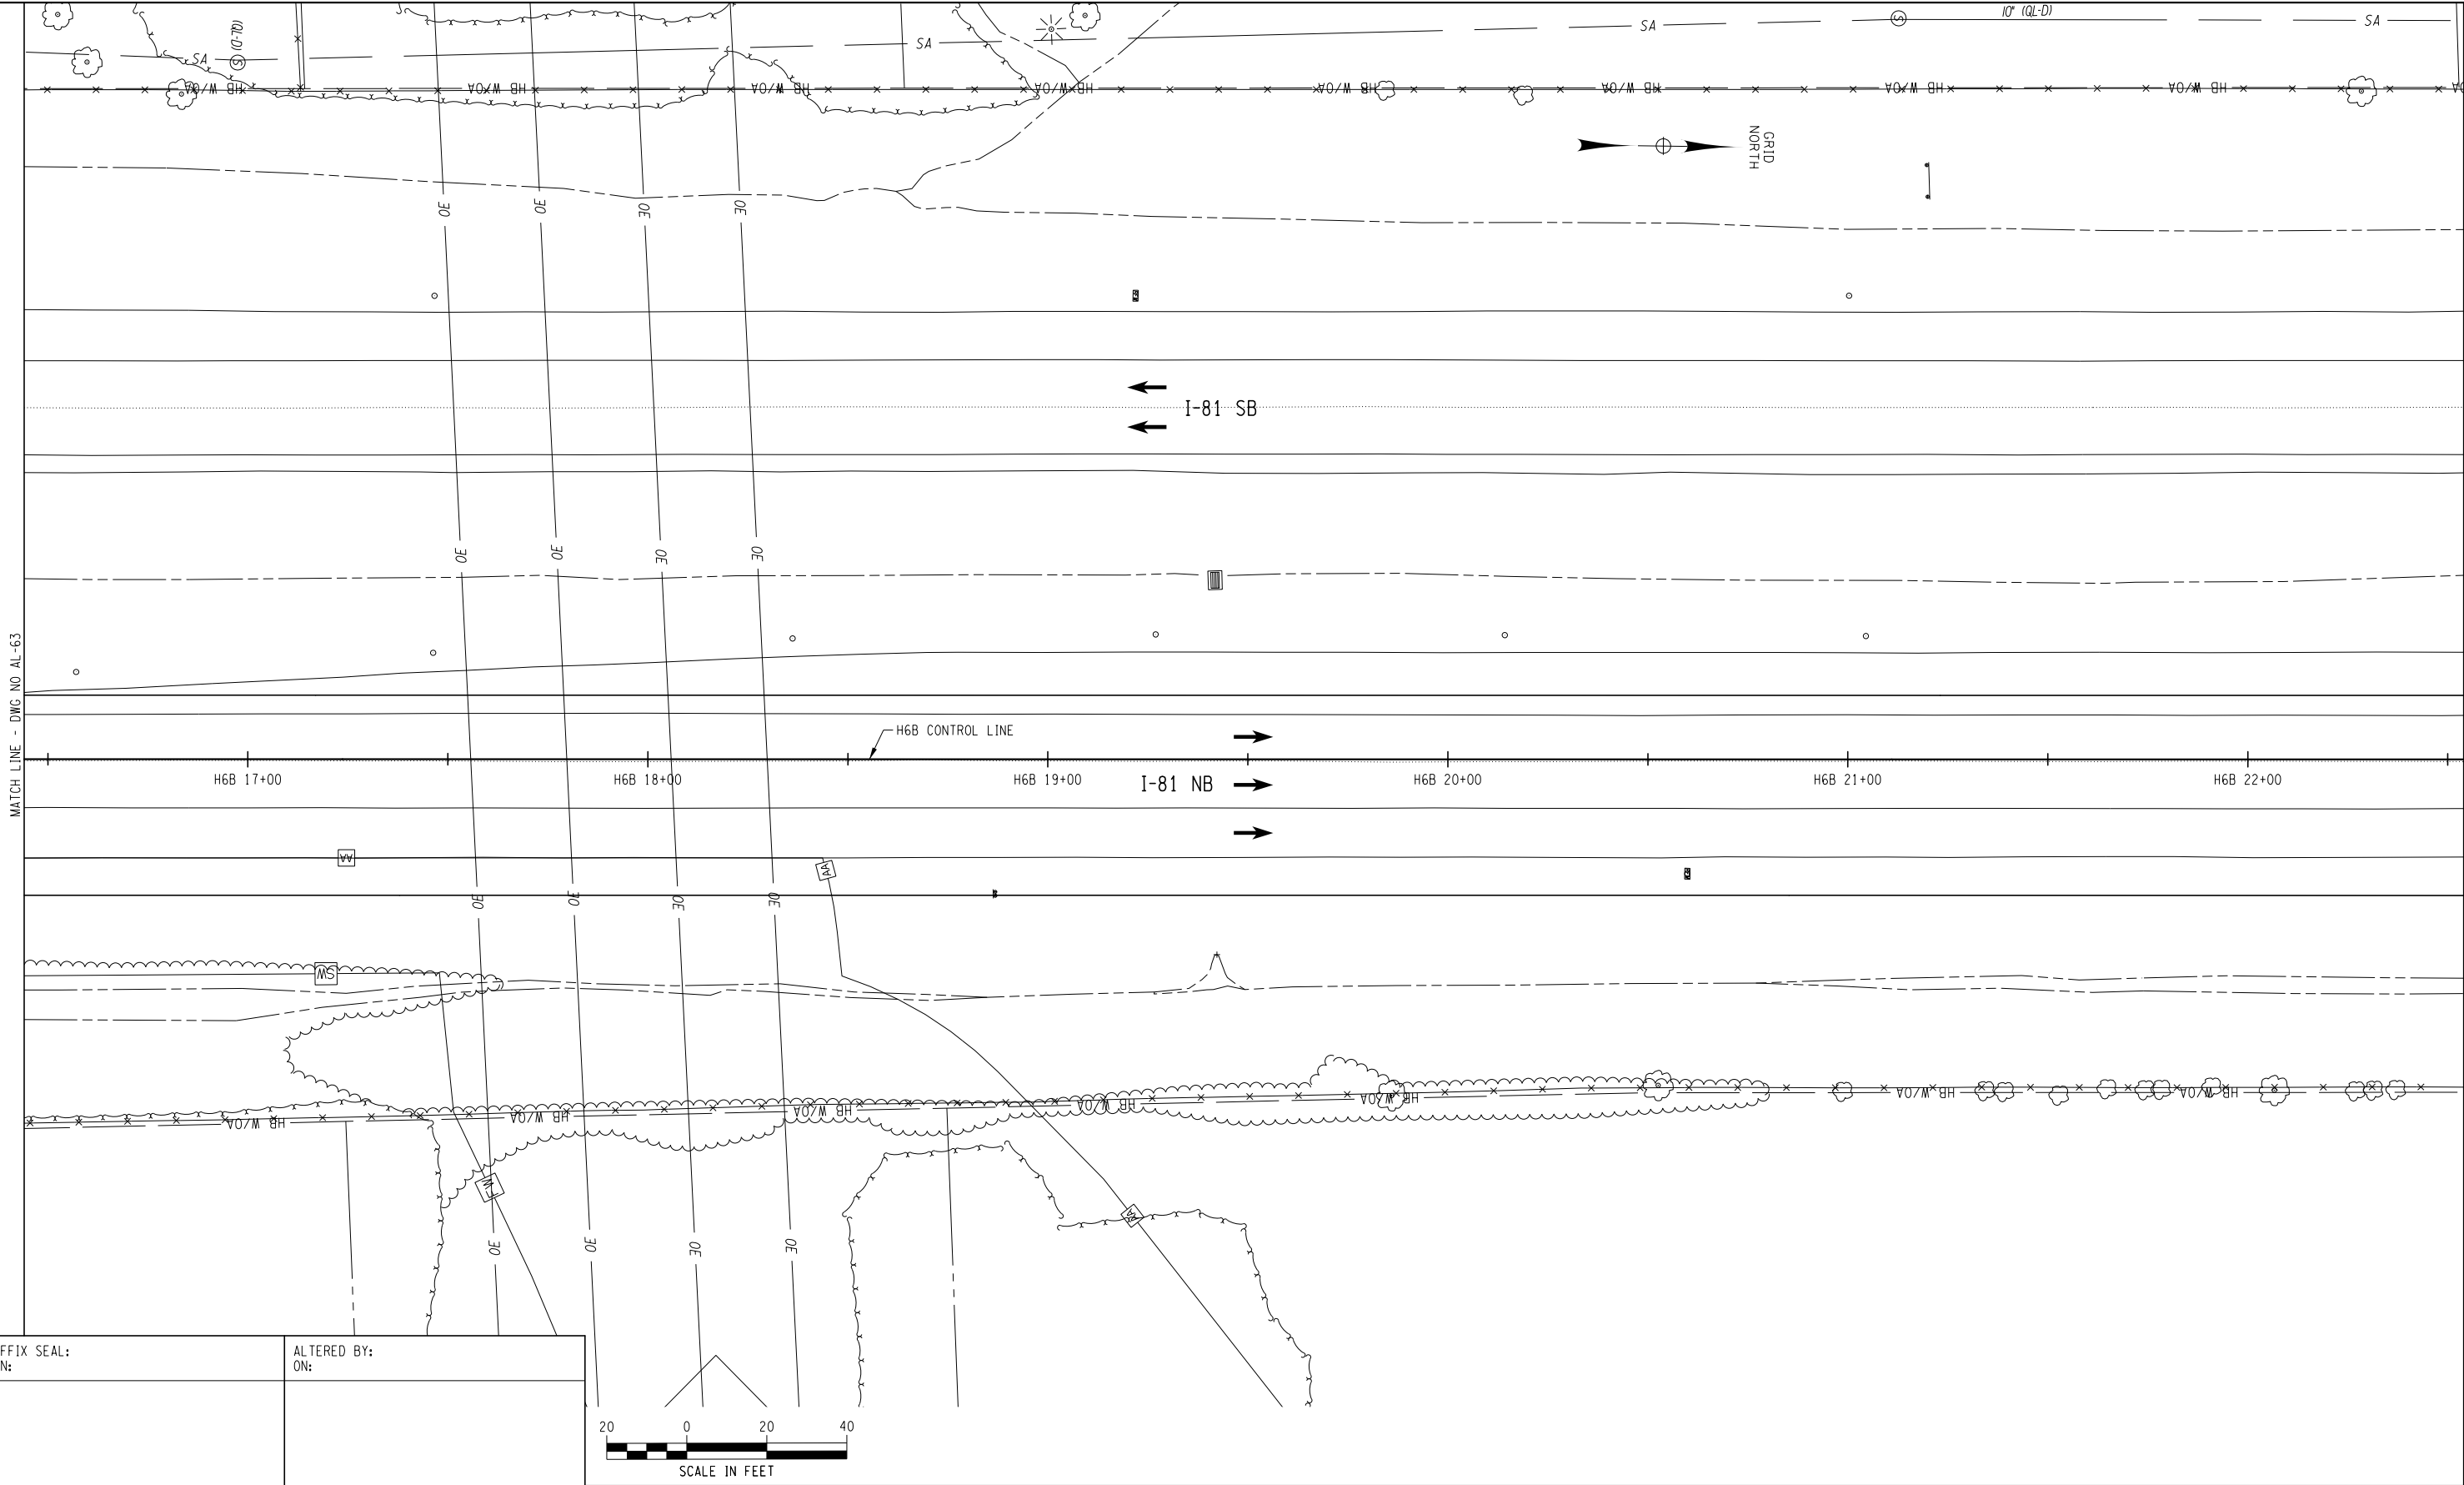 10" (QL-D)
SA
SA
SA
SA
(QL-D)
S
S
HB W/OA
HB W/OA
HB W/OA
HB W/OA
HB W/OA
HB W/OA
HB W/OA
HB W/OA
GRID
NORTH
OE
OE
OE
OE
I-81 SB
OE
OE
OE
OE
MATCH LINE - DWG NO AL-63
H6B CONTROL LINE
H6B 17+00
H6B 18+00
H6B 19+00
I-81 NB
H6B 20+00
H6B 21+00
H6B 22+00
AA
AA
OE
OE
OE
OE
SW
HB W/OA
HB W/OA
HB W/OA
HB W/OA
HB W/OA
HB W/OA
HB W/OA
FW
OE
OE
OE
OE
FFIX SEAL:
N:
ALTERED BY:
ON:
20 0 20 40
SCALE IN FEET